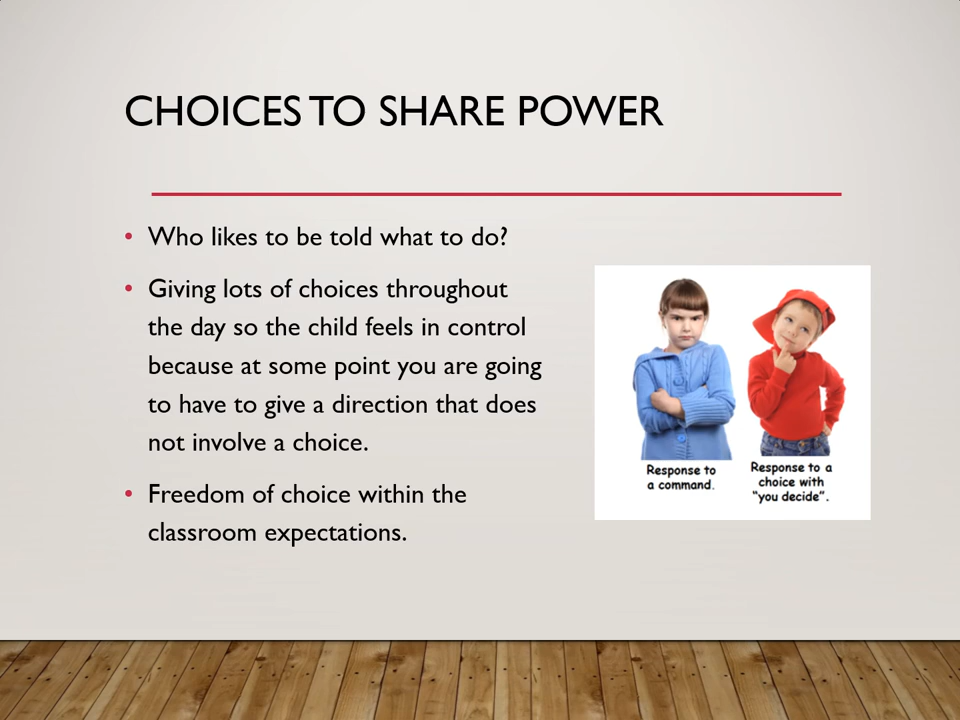 CHOICES TO SHARE POWER
• Who likes to be told what to do?
• Giving lots of choices throughout
the day so the child feels in control
because at some point you are going
to have to give a direction that does
not involve a choice.
• Freedom of choice within the
classroom expectations.
Response to
a command.
Response to a
choice with
"you decide".